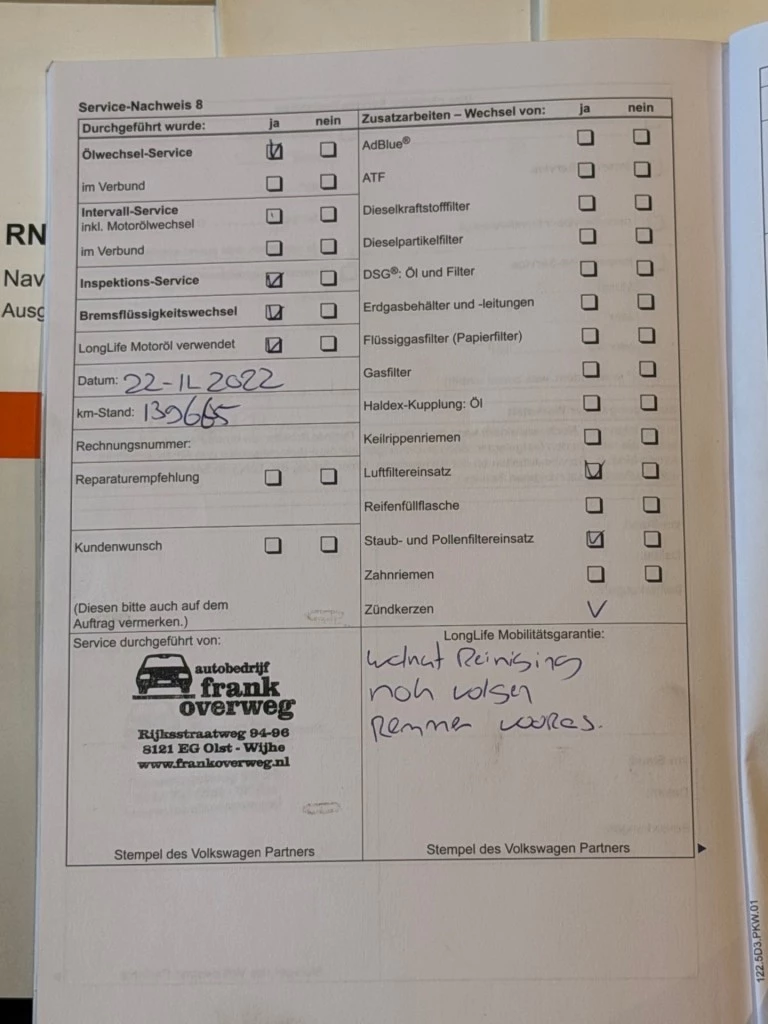 Service-Nachweis 8
Durchgeführt wurde: ja nein
Ölwechsel-Service
im Verbund
Intervall-Service
inkl. Motorölwechsel
im Verbund
Inspektions-Service
Bremsflüssigkeitswechsel
LongLife Motoröl verwendet
Datum: 2022
km-Stand: 139665
Rechnungsnummer:
Reparaturempfehlung
Kundenwunsch
(Diesen bitte auch auf dem
Auftrag vermerken.)
Service durchgeführt von:
autobedrijf
frank
overweg
Rijksstraatweg 94-96
8121 EG Olst - Wijhe
www.frankoverweg.nl
Stempel des Volkswagen Partners
Zusatzarbeiten – Wechsel von: ja nein
AdBlue®
ATF
Dieselkraftstofffilter
Dieselpartikelfilter
DSG®: Öl und Filter
Erdgasbehälter und -leitungen
Flüssiggasfilter (Papierfilter)
Gasfilter
Haldex-Kupplung: Öl
Keilrippenriemen
Luftfiltereinsatz
Reifenfüllflasche
Staub- und Pollenfiltereinsatz
Zahnriemen
Zündkerzen
LongLife Mobilitätsgarantie:
Reinising
Remmen
Stempel des Volkswagen Partners
RN
Nav
Ausg
122.5D3.PKW.01